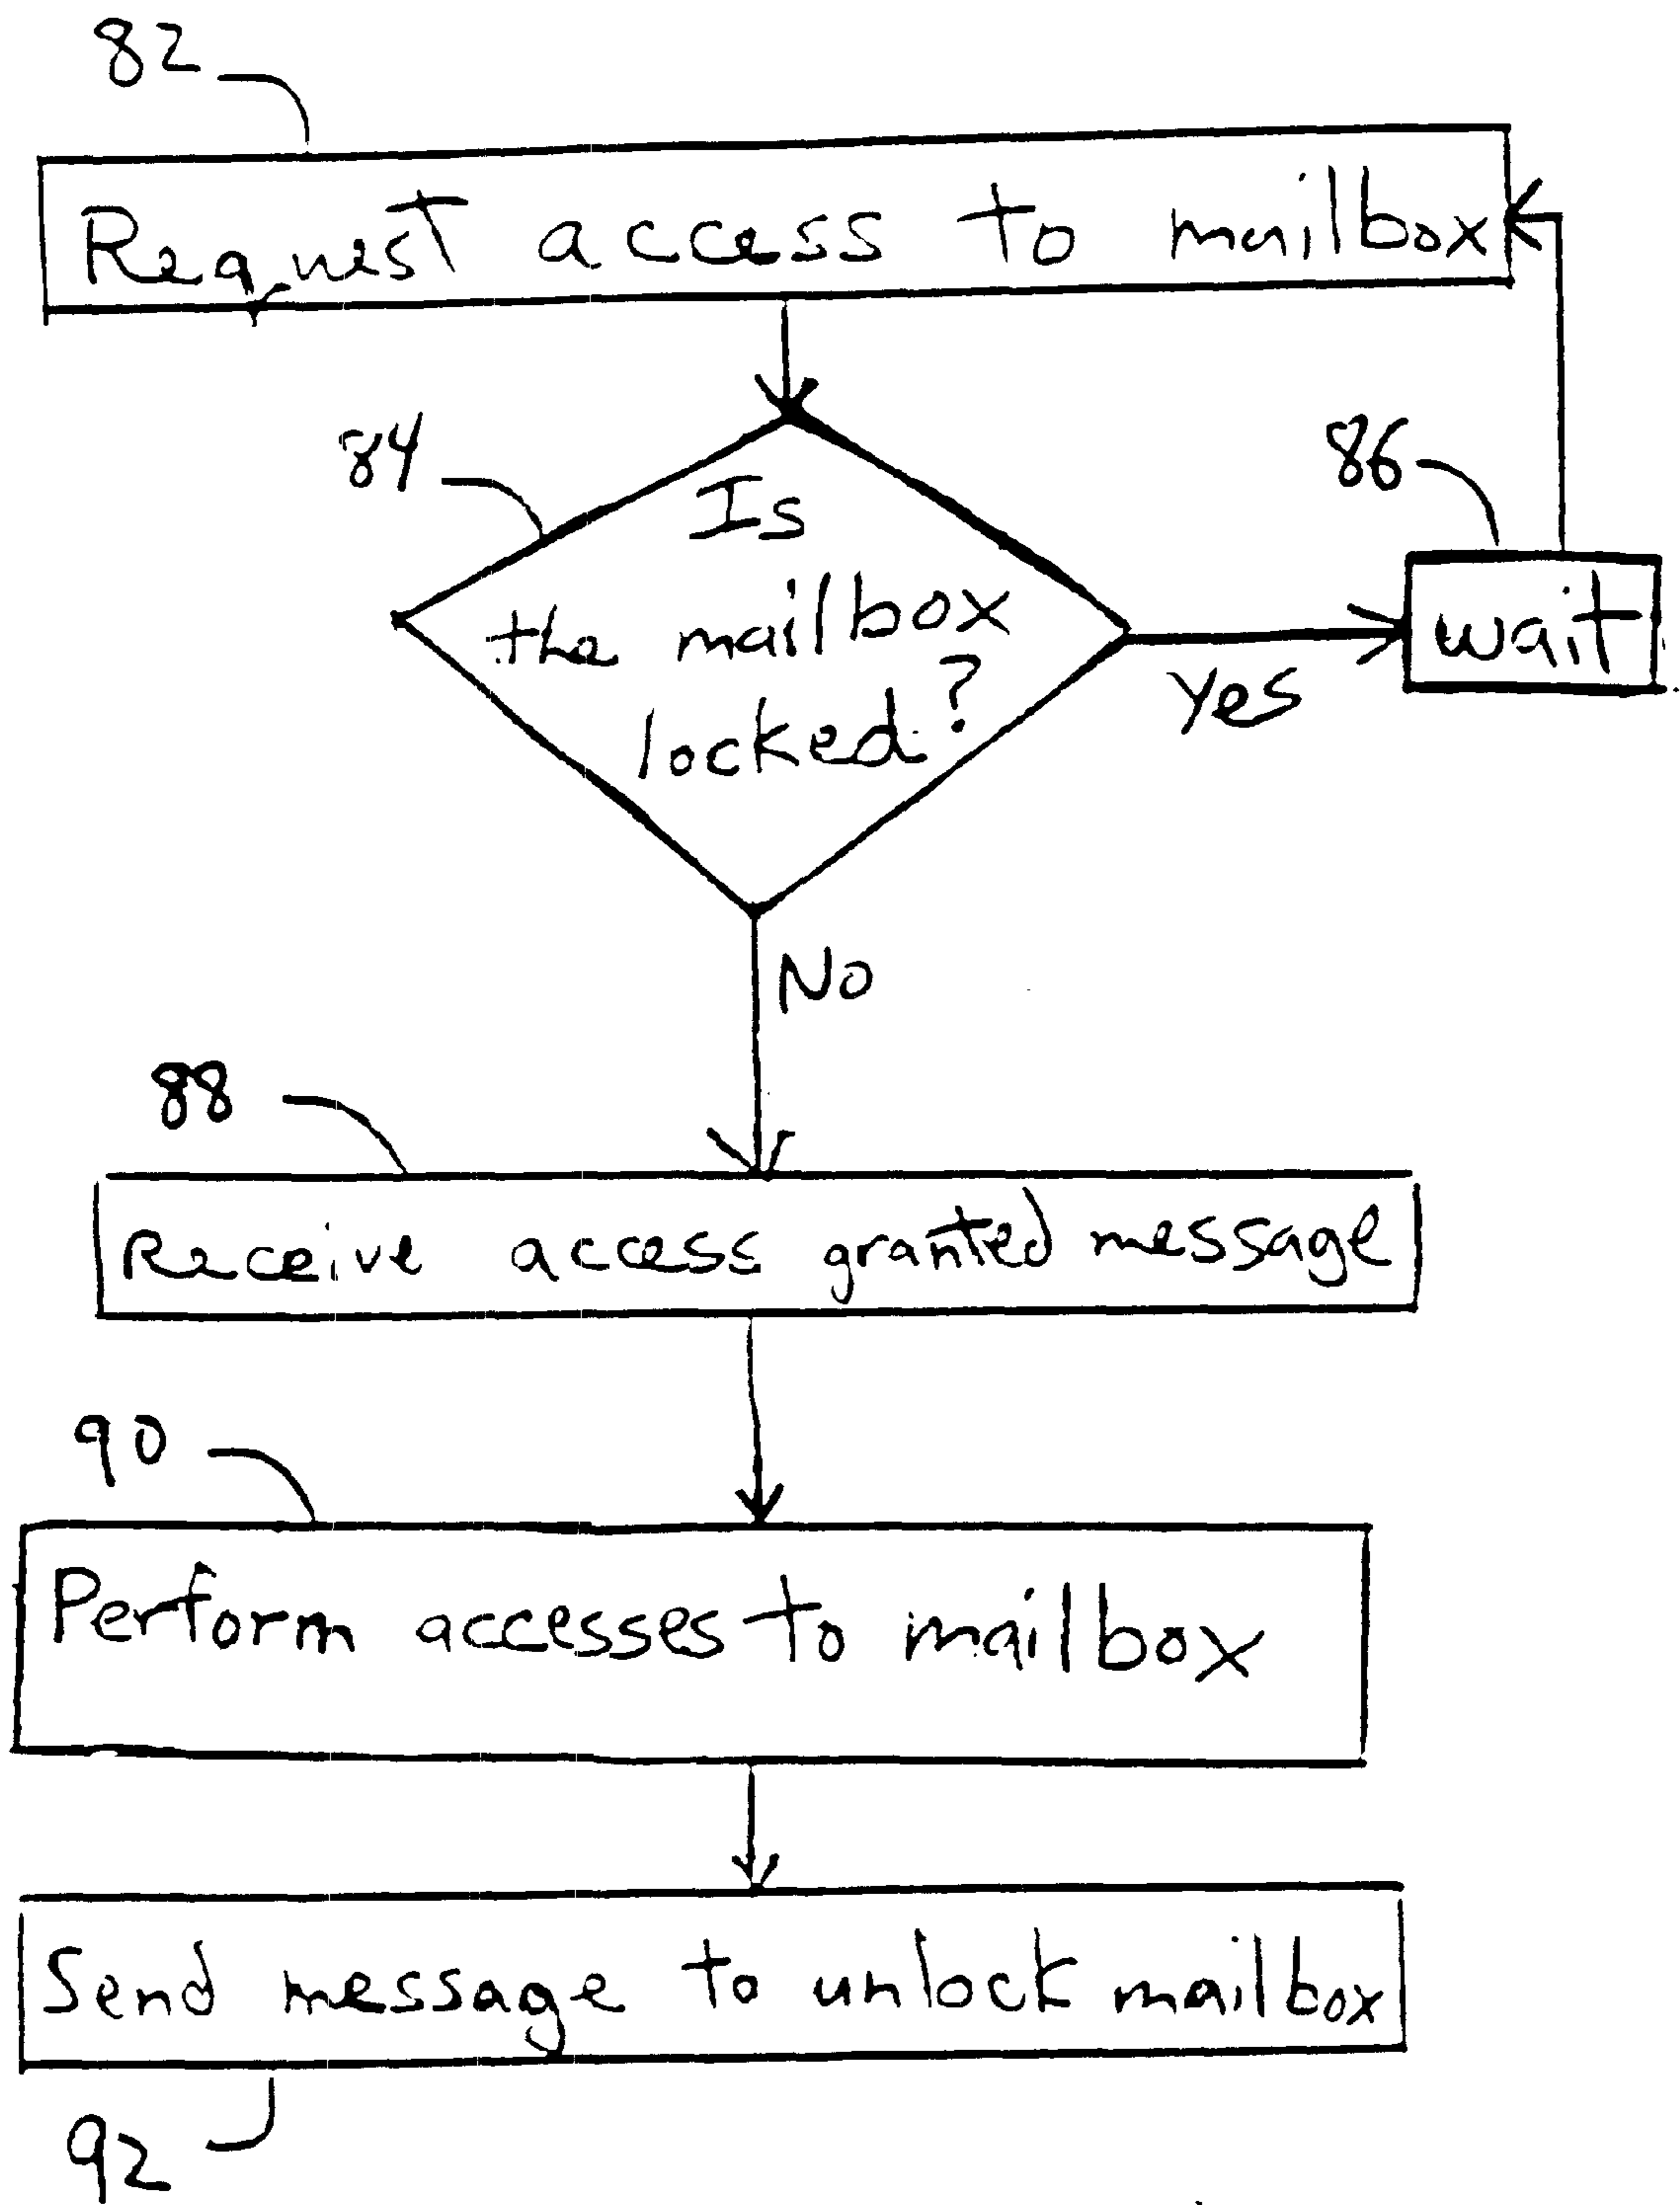 82
Request access to mailbox
84
Is
the mailbox
locked?
86
wait
Yes
No
88
Receive access granted message
90
Perform accesses to mailbox
Send message to unlock mailbox
92